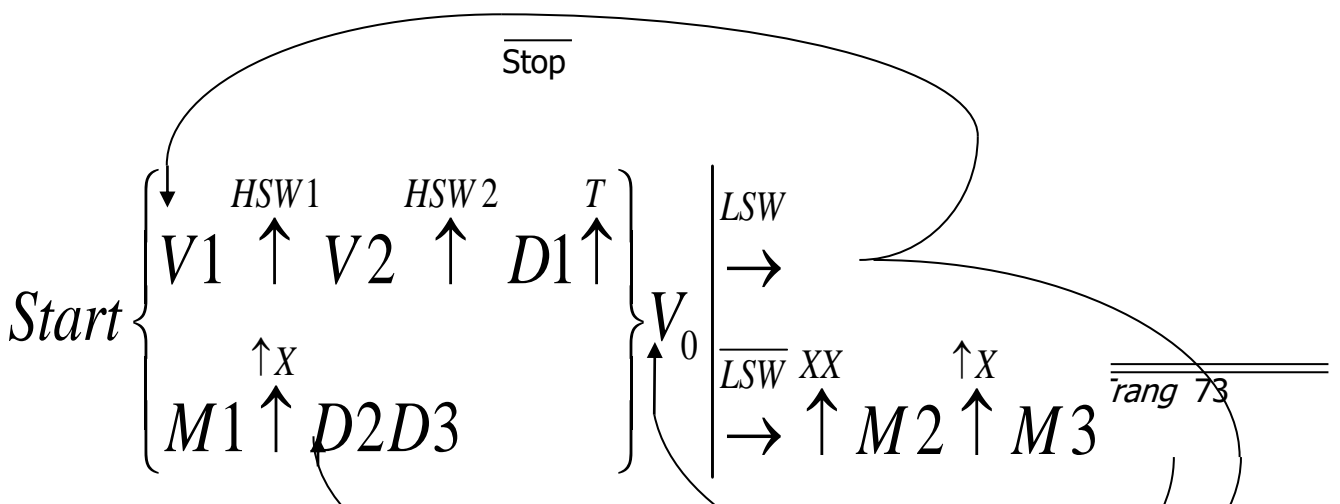 Stop
HSW1 HSW2 T LSW
V1 ↑ V2 ↑ D1 ↑ →
Start { } V0
↑X LSW XX ↑X
M1 ↑ D2D3 → ↑ M2 ↑ M3
Trang 73